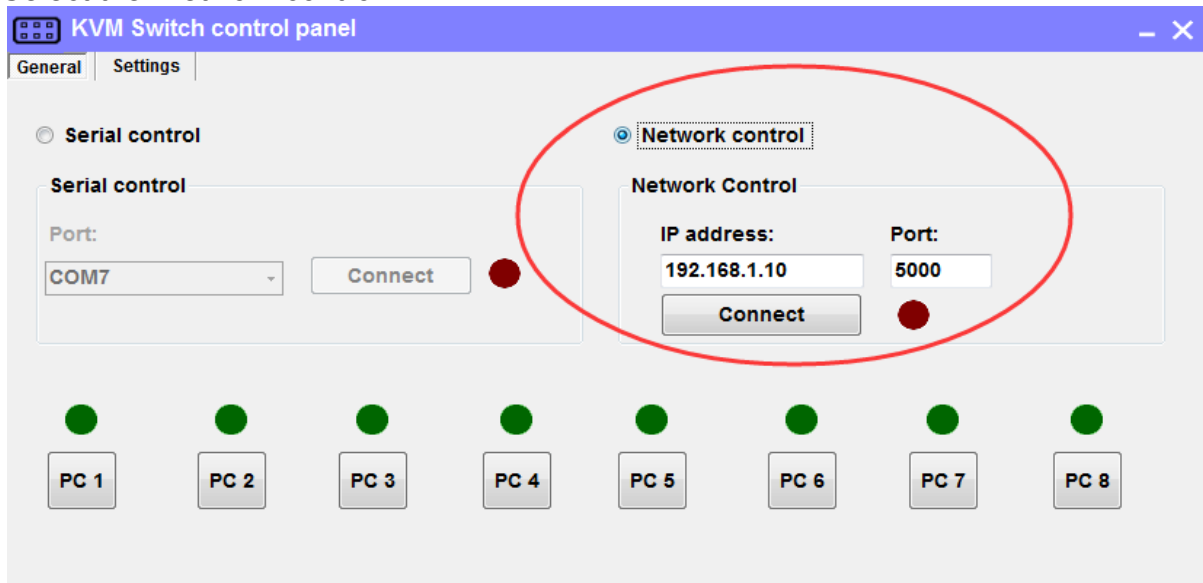 KVM Switch control panel
General Settings
Serial control
Network control
Serial control
Network Control
Port:
IP address:
Port:
COM7
Connect
192.168.1.10
5000
Connect
PC 1
PC 2
PC 3
PC 4
PC 5
PC 6
PC 7
PC 8